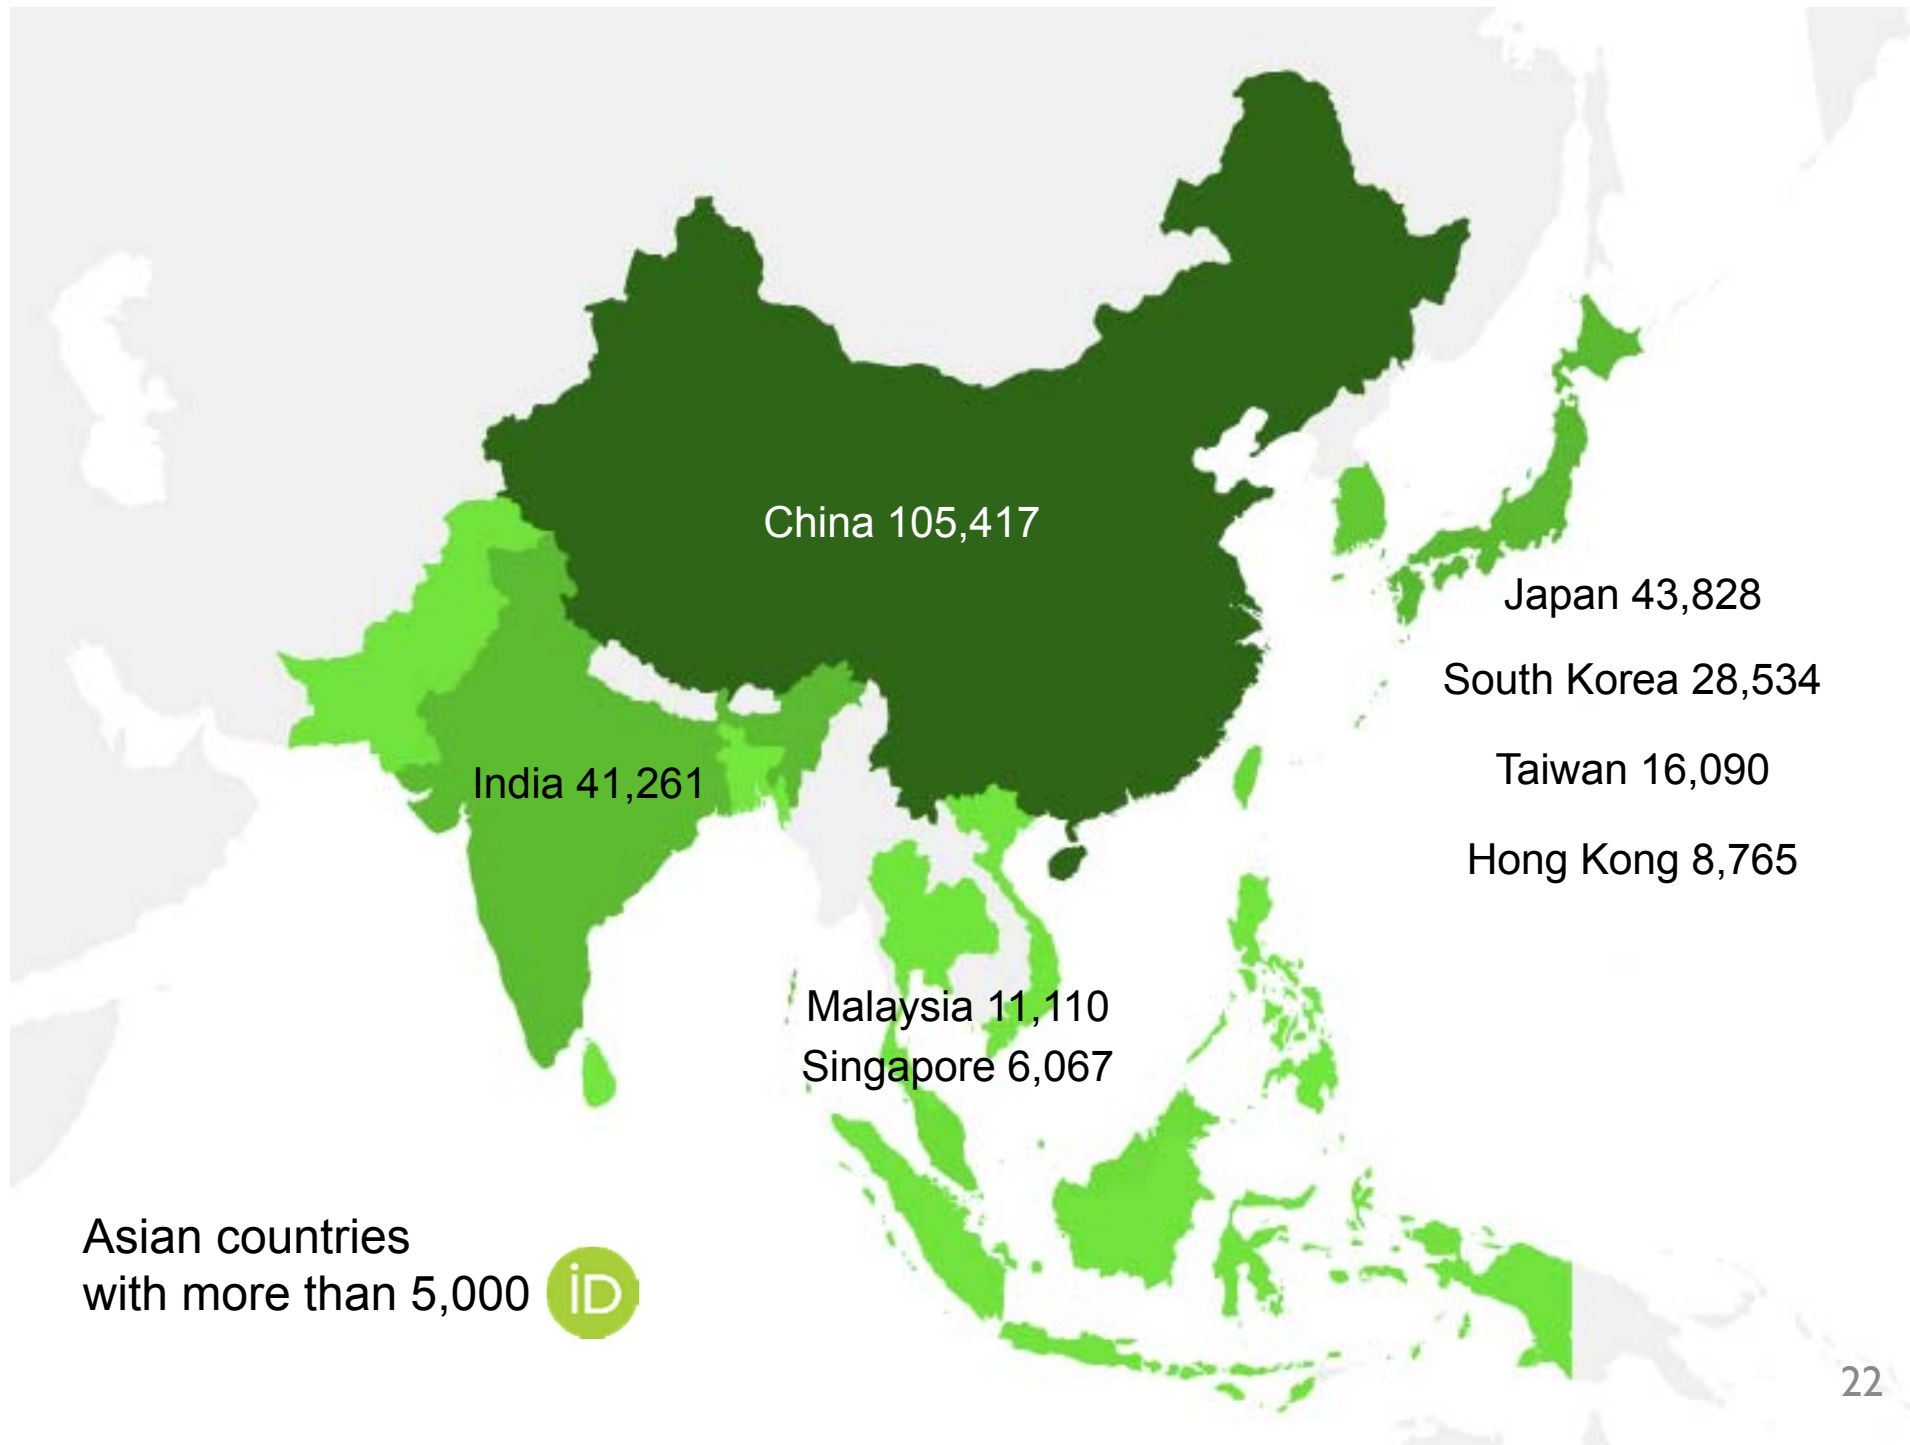 China 105,417
Japan 43,828
South Korea 28,534
India 41,261
Taiwan 16,090
Hong Kong 8,765
Malaysia 11,110
Singapore 6,067
Asian countries
with more than 5,000 iD
22